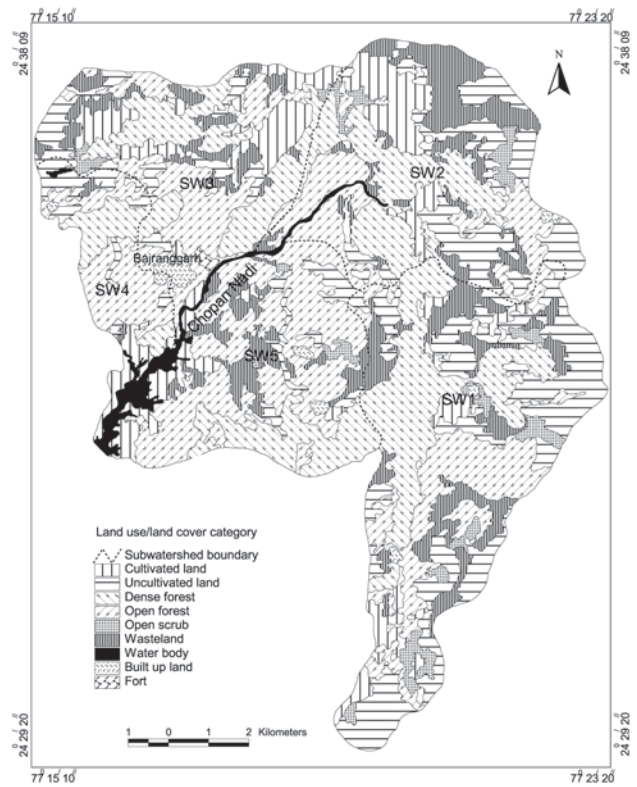 77° 15' 10" 77° 23' 20"
24° 38' 09" 24° 38' 09"
N
SW2
SW3
Bajranggarh
SW4
Chopan Nadi
SW5
SW1
Land use/land cover category
Subwatershed boundary
Cultivated land
Uncultivated land
Dense forest
Open forest
Open scrub
Wasteland
Water body
Built up land
Fort
1 0 1 2 Kilometers
24° 29' 20" 24° 29' 20"
77° 15' 10" 77° 23' 20"